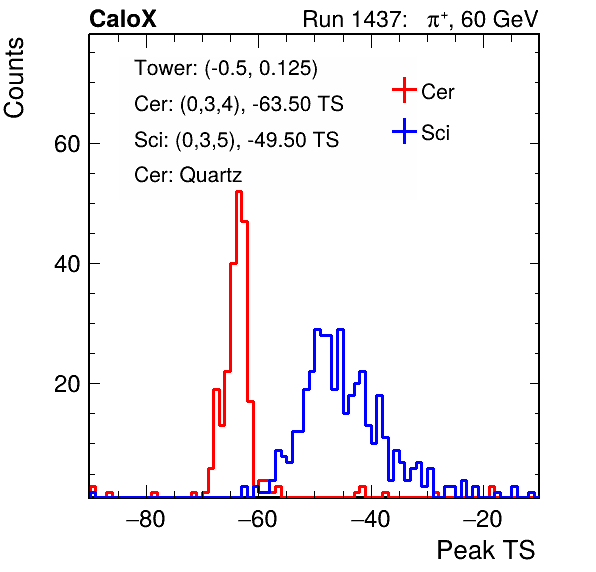 CaloX Run 1437: π⁺, 60 GeV
Counts
Tower: (-0.5, 0.125)
Cer: (0,3,4), -63.50 TS
Sci: (0,3,5), -49.50 TS
Cer: Quartz
Cer
Sci
60
40
20
−80 −60 −40 −20
Peak TS